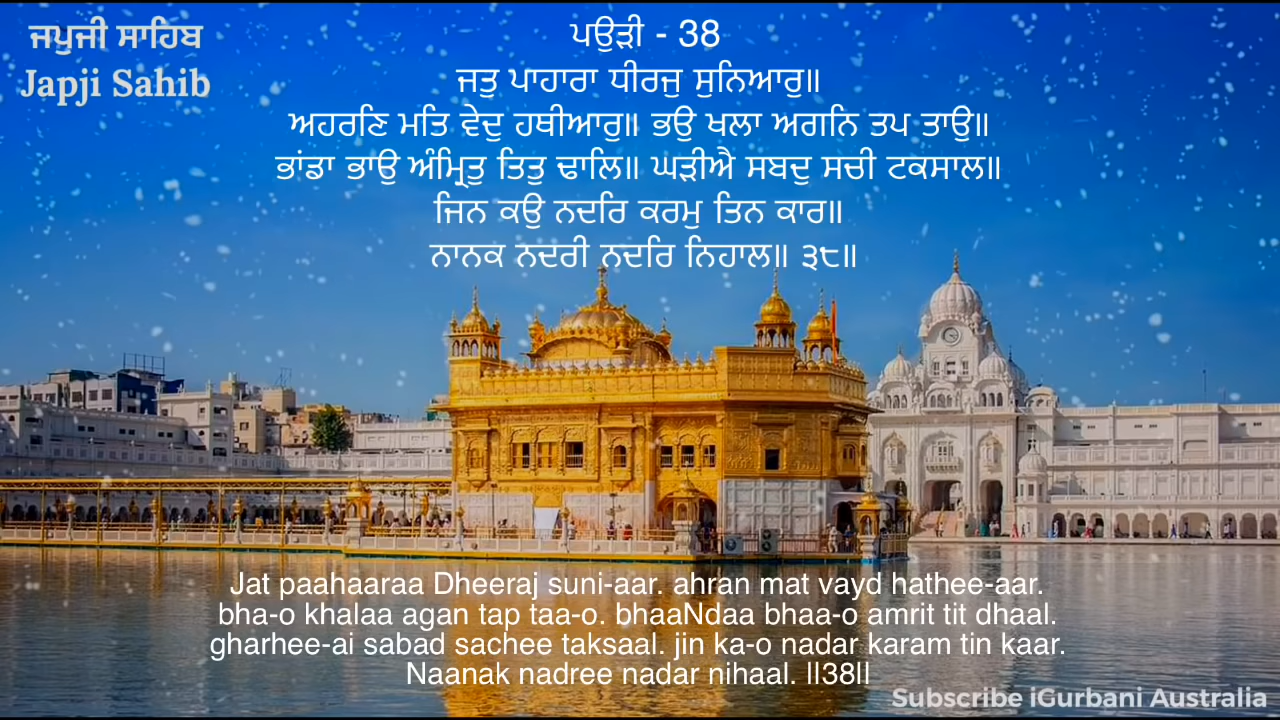 ਜਪੁਜੀ ਸਾਹਿਬ
Japji Sahib
ਪਉੜੀ - 38
ਜਤੁ ਪਾਹਾਰਾ ਧੀਰਜੁ ਸੁਨਿਆਰੁ॥
ਅਹਰਣਿ ਮਤਿ ਵੇਦੁ ਹਥੀਆਰੁ॥ ਭਉ ਖਲਾ ਅਗਨਿ ਤਪ ਤਾਉ॥
ਭਾਂਡਾ ਭਾਉ ਅੰਮ੍ਰਿਤੁ ਤਿਤੁ ਢਾਲਿ॥ ਘੜੀਐ ਸਬਦੁ ਸਚੀ ਟਕਸਾਲ॥
ਜਿਨ ਕਉ ਨਦਰਿ ਕਰਮੁ ਤਿਨ ਕਾਰ॥
ਨਾਨਕ ਨਦਰੀ ਨਦਰਿ ਨਿਹਾਲ॥ ੩੮॥
Jat paahaaraa Dheeraj suni-aar. ahran mat vayd hathee-aar.
bha-o khalaa agan tap taa-o. bhaaNdaa bhaa-o amrit tit dhaal.
gharhee-ai sabad sachee taksaal. jin ka-o nadar karam tin kaar.
Naanak nadree nadar nihaal. ||38||
Subscribe iGurbani Australia